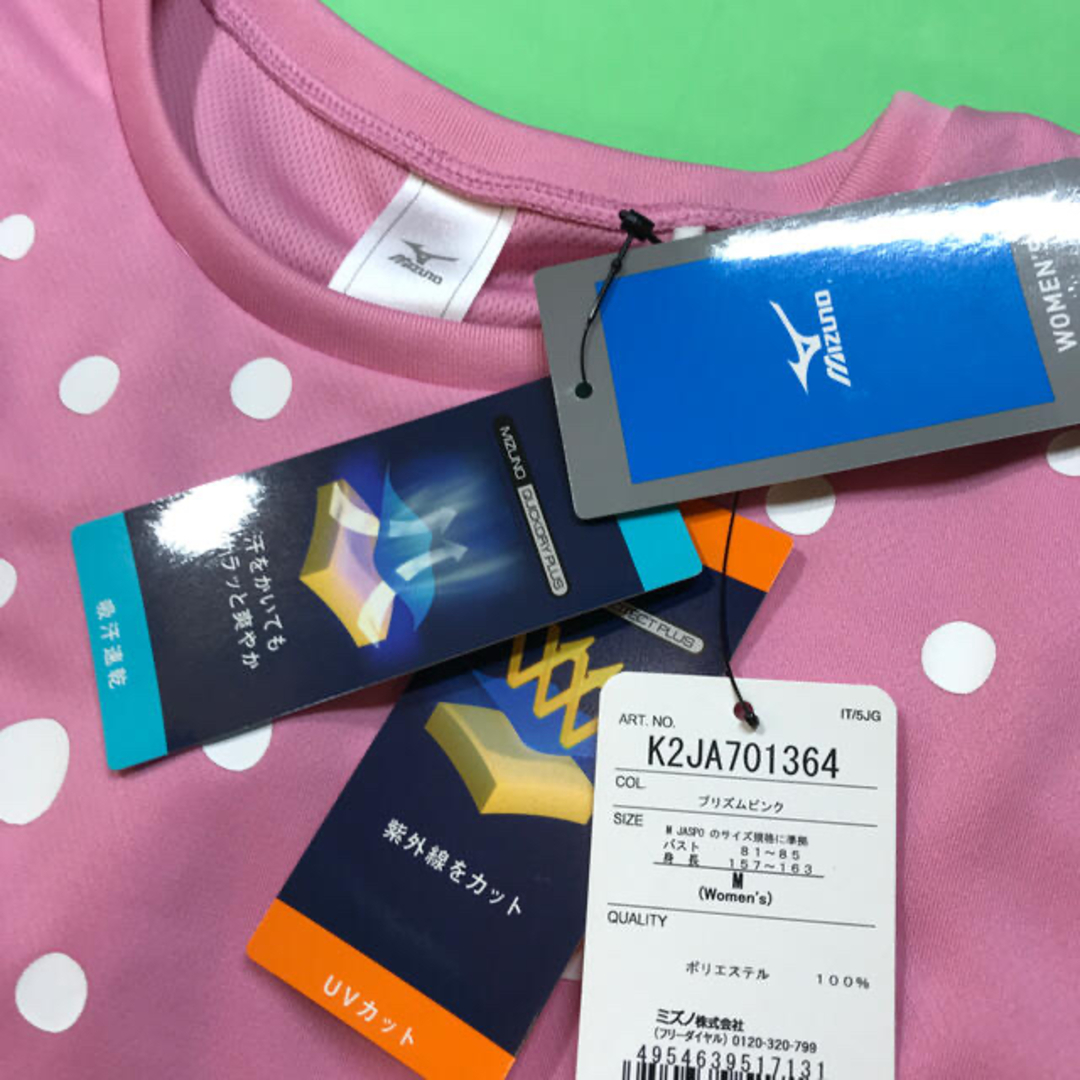 MIZUNO
MIZUNO
WOMEN'S
MIZUNO QUICKDRY PLUS
汗をかいても
ラッと爽やか
吸汗速乾
PLUS
紫外線をカット
UVカット
IT/5JG
ART. NO.
K2JA701364
COL.
プリズムピンク
SIZE
M JASPO のサイズ規格に準拠
バスト 81~85
身長 157~163
M
(Women's)
QUALITY
ポリエステル 100%
ミズノ株式会社
(フリーダイヤル) 0120-320-799
4954639517131